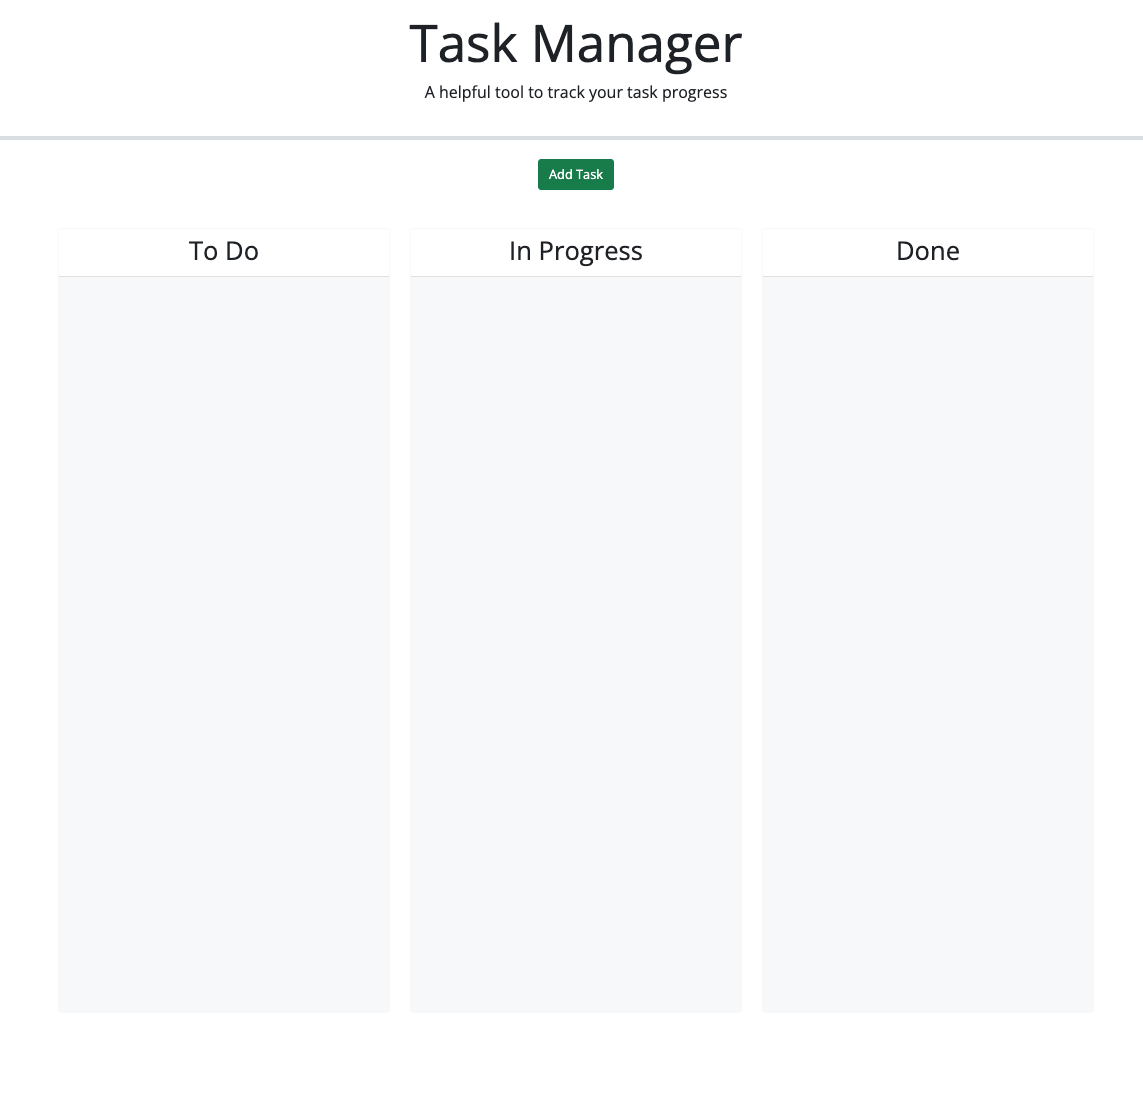 Task Manager
A helpful tool to track your task progress
Add Task
To Do
In Progress
Done